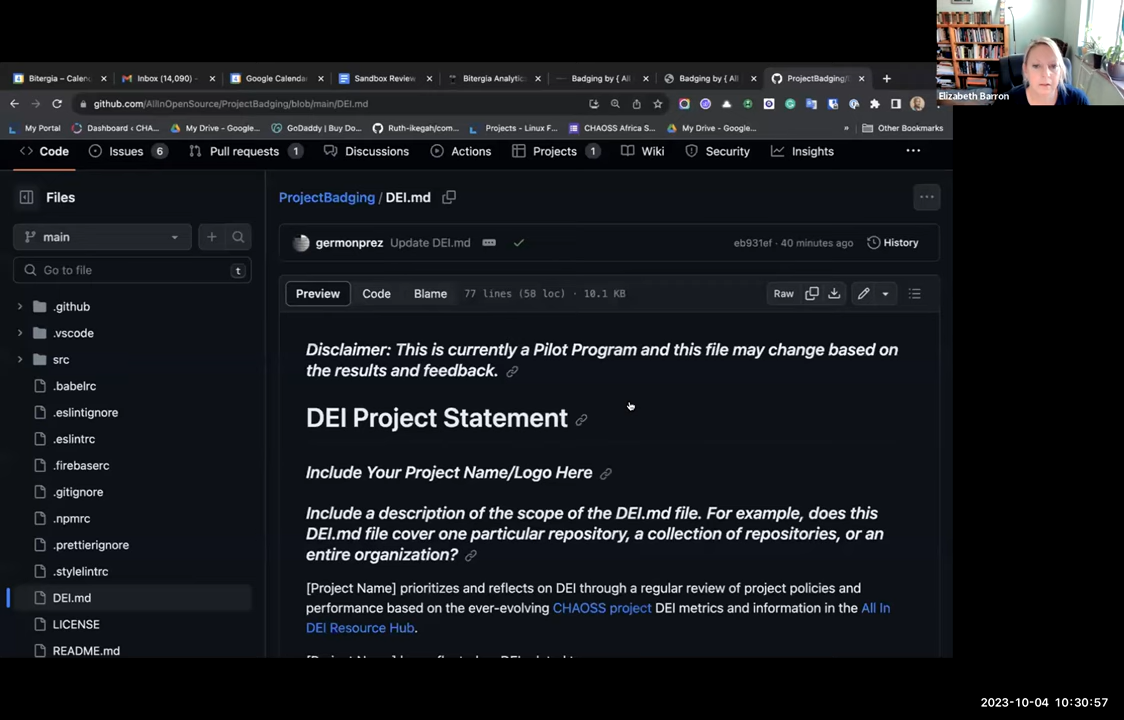 Elizabeth Barron
Bitergia – Calen
Inbox (14,090) –
Google Calenda
Sandbox Review
Bitergia Analytic
Badging by { Al
Badging by { Al
ProjectBadging/
github.com/AllInOpenSource/ProjectBadging/blob/main/DEI.md
My Portal
Dashboard ‹ CHA...
My Drive – Google...
GoDaddy | Buy Do...
Ruth-ikegah/com...
Projects - Linux F...
CHAOSS Africa S...
My Drive – Google...
Other Bookmarks
Code
Issues 6
Pull requests 1
Discussions
Actions
Projects 1
Wiki
Security
Insights
Files
main
Go to file t
.github
.vscode
src
.babelrc
.eslintignore
.eslintrc
.firebaserc
.gitignore
.npmrc
.prettierignore
.stylelintrc
DEI.md
LICENSE
README.md
ProjectBadging / DEI.md
germonprez Update DEI.md
eb931ef · 40 minutes ago
History
Preview
Code
Blame
77 lines (58 loc) · 10.1 KB
Raw
Disclaimer: This is currently a Pilot Program and this file may change based on
the results and feedback.
DEI Project Statement
Include Your Project Name/Logo Here
Include a description of the scope of the DEI.md file. For example, does this
DEI.md file cover one particular repository, a collection of repositories, or an
entire organization?
[Project Name] prioritizes and reflects on DEI through a regular review of project policies and
performance based on the ever-evolving CHAOSS project DEI metrics and information in the All In
DEI Resource Hub.
2023-10-04 10:30:57